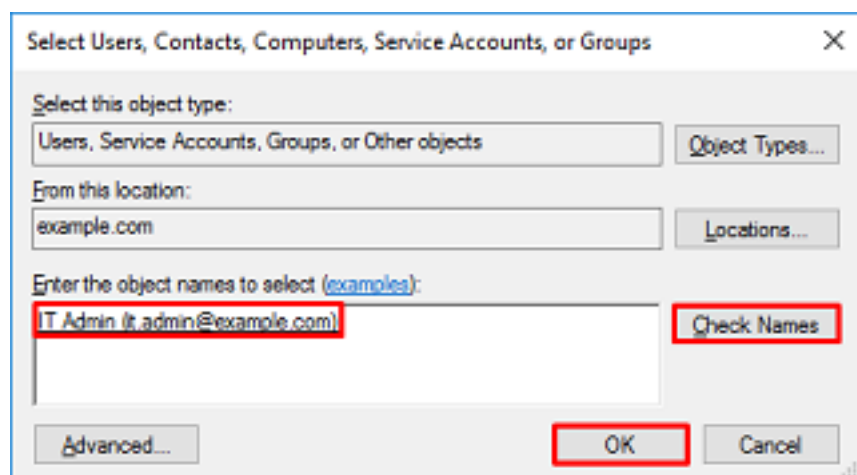 Select Users, Contacts, Computers, Service Accounts, or Groups
Select this object type:
Users, Service Accounts, Groups, or Other objects
Object Types...
From this location:
example.com
Locations...
Enter the object names to select (examples):
IT Admin (it.admin@example.com)
Check Names
Advanced...
OK
Cancel